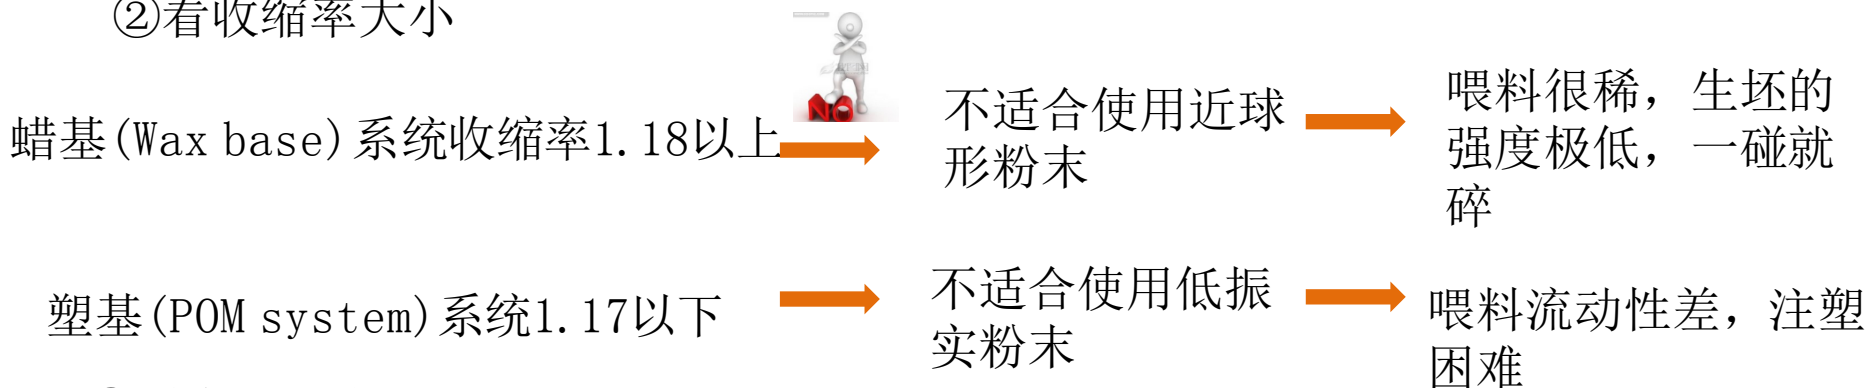 ②看收缩率大小
NO
蜡基(Wax base)系统收缩率1.18以上
不适合使用近球
形粉末
喂料很稀，生坯的
强度极低，一碰就
碎
塑基(POM system)系统1.17以下
不适合使用低振
实粉末
喂料流动性差，注塑
困难